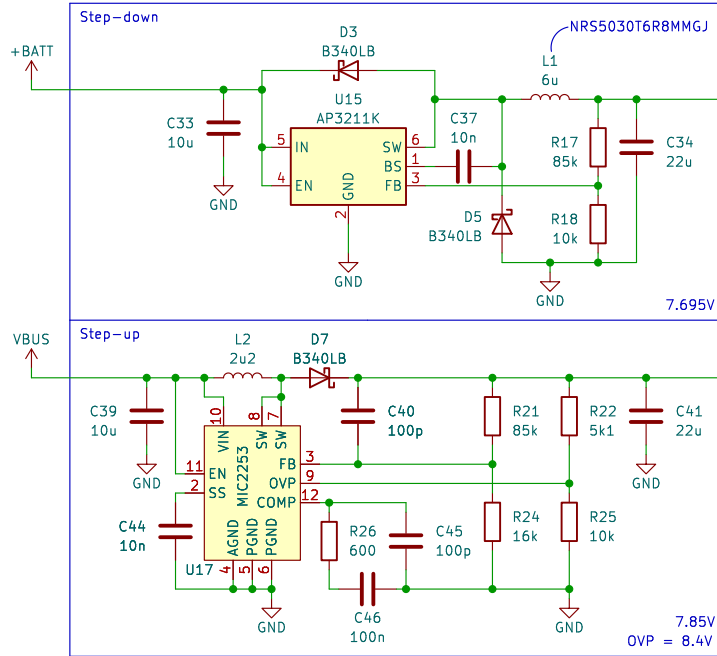 Step-down
NRS5030T6R8MMGJ
+BATT
D3
B340LB
L1
6u
U15
AP3211K
C33
10u
C37
10n
5 IN
SW 6
BS 1
4 EN
FB 3
GND
2
R17
85k
C34
22u
GND
D5
B340LB
R18
10k
GND
GND
7.695V
Step-up
VBUS
L2
2u2
D7
B340LB
C39
10u
10
VIN
8
SW
7
SW
C40
100p
R21
85k
R22
5k1
C41
22u
GND
11 EN
2 SS
MIC2253
FB 3
OVP 9
COMP 12
GND
C44
10n
AGND
PGND
PGND
R26
600
C45
100p
R24
16k
R25
10k
U17
4
5
6
C46
100n
GND
GND
7.85V
OVP = 8.4V